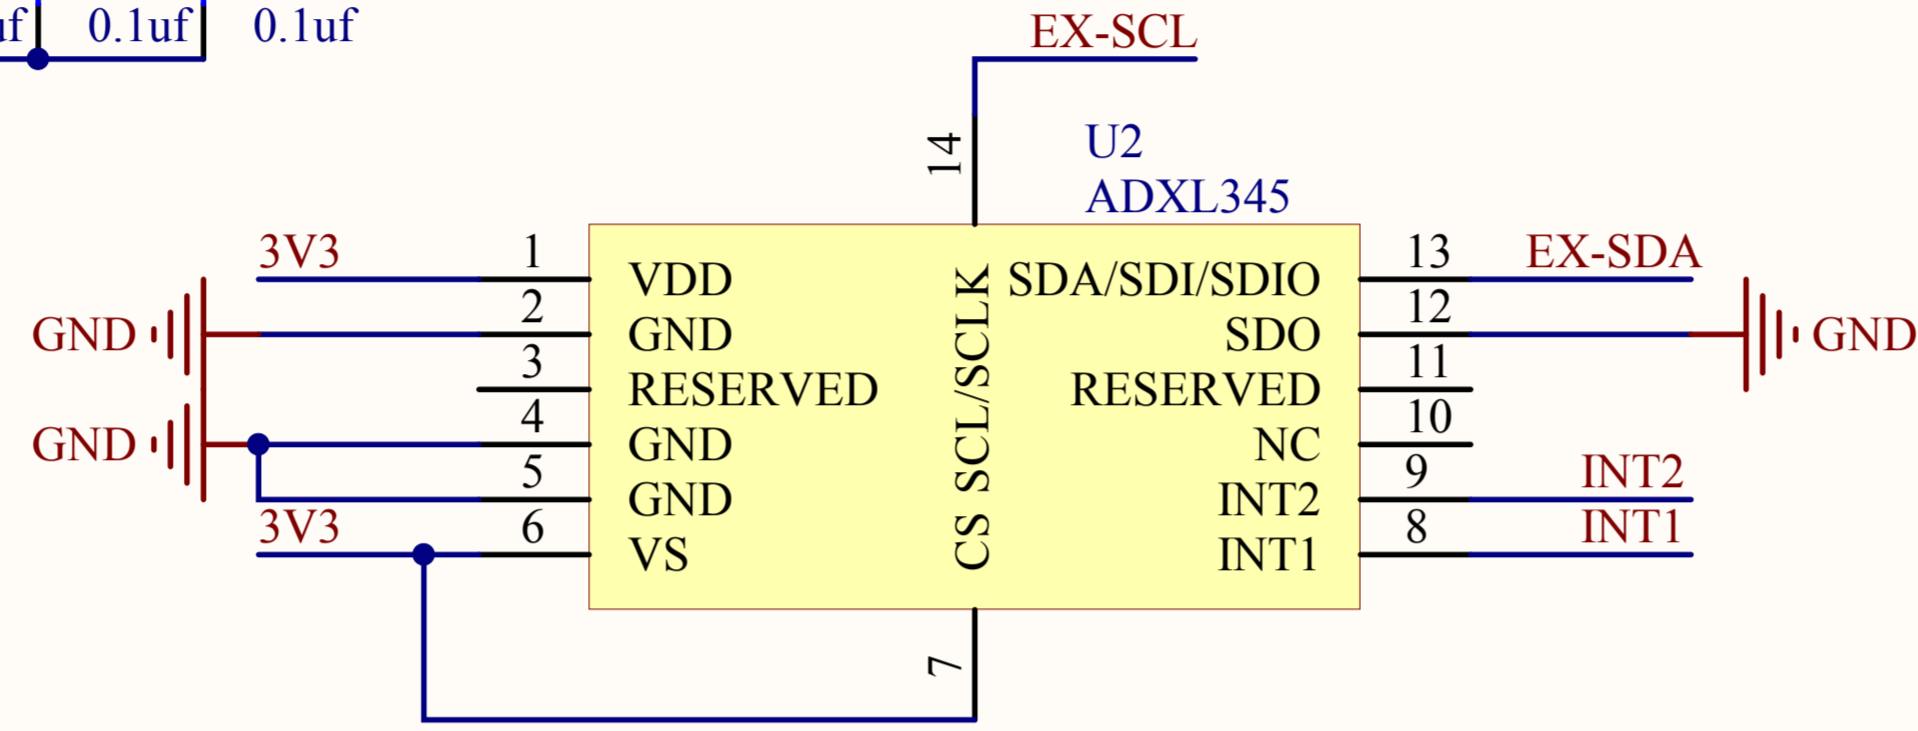 uf 0.1uf 0.1uf
EX-SCL
14
U2
ADXL345
3V3 1 VDD
GND 2 GND
3 RESERVED
GND 4 GND
5 GND
3V3 6 VS
CS SCL/SCLK
SDA/SDI/SDIO 13 EX-SDA
SDO 12 GND
RESERVED 11
NC 10
INT2 9 INT2
INT1 8 INT1
7